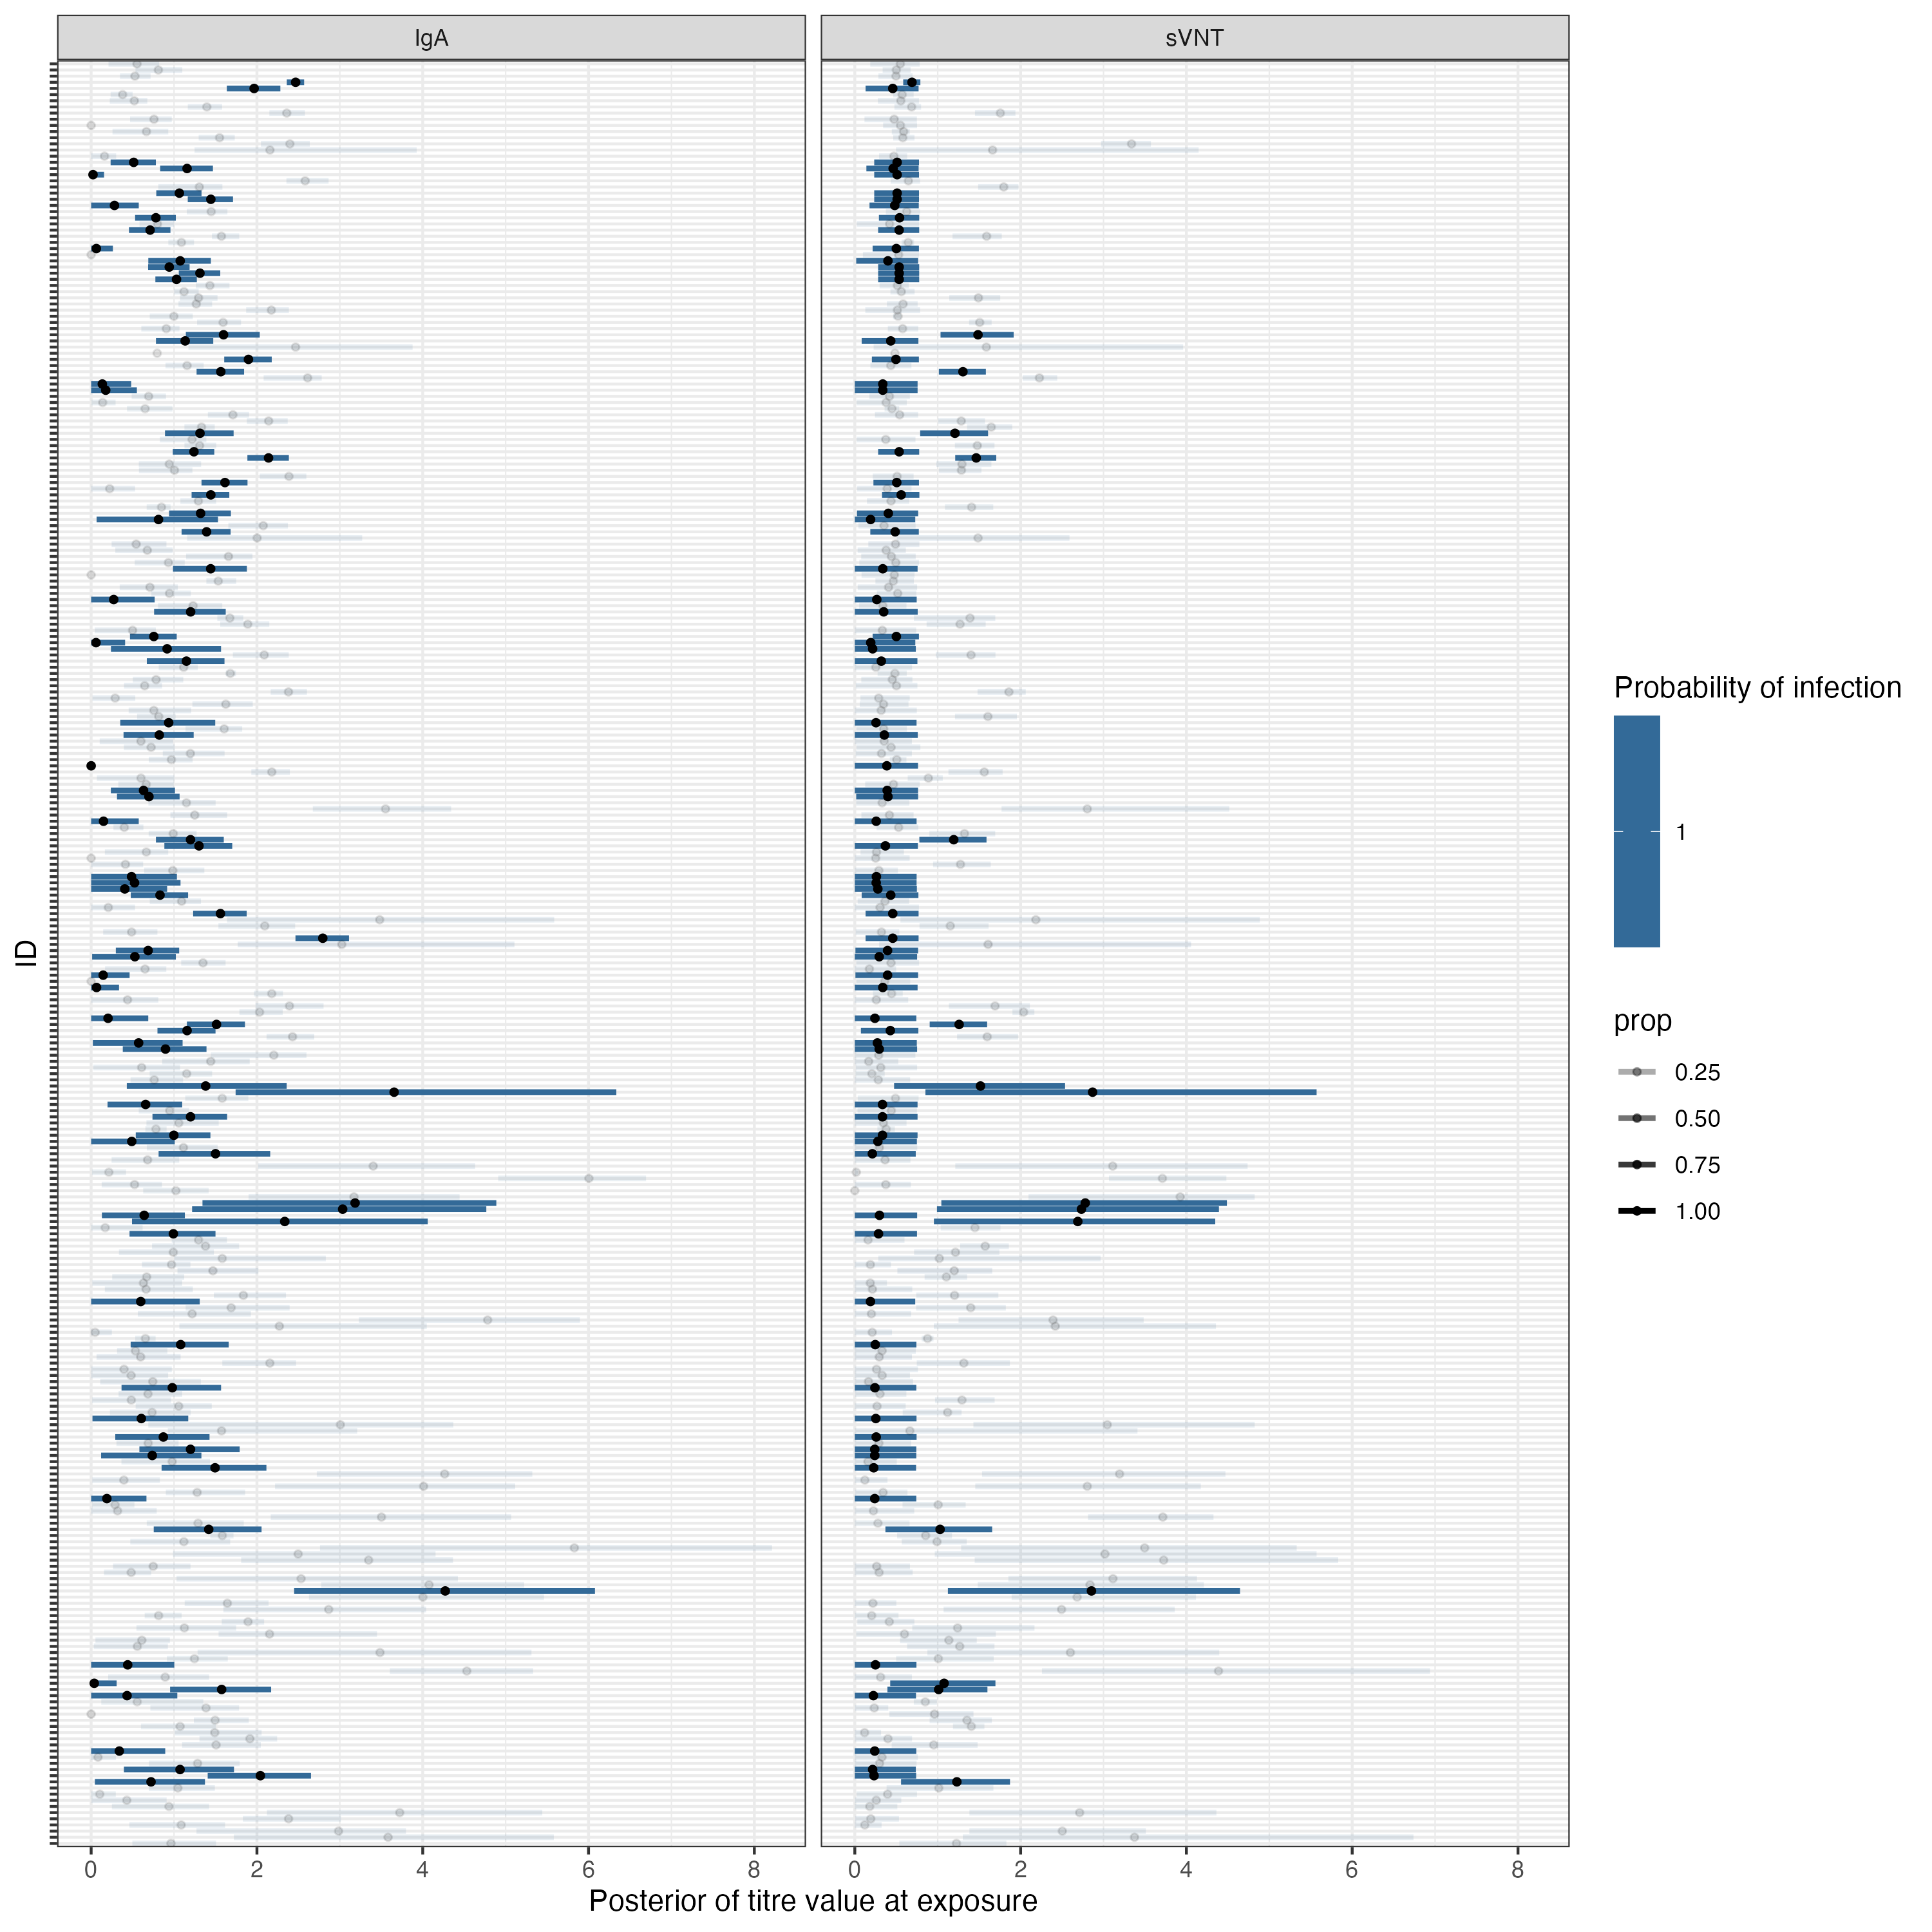 IgA
sVNT
ID
0
2
4
6
8
0
2
4
6
8
Posterior of titre value at exposure
Probability of infection
1
prop
0.25
0.50
0.75
1.00